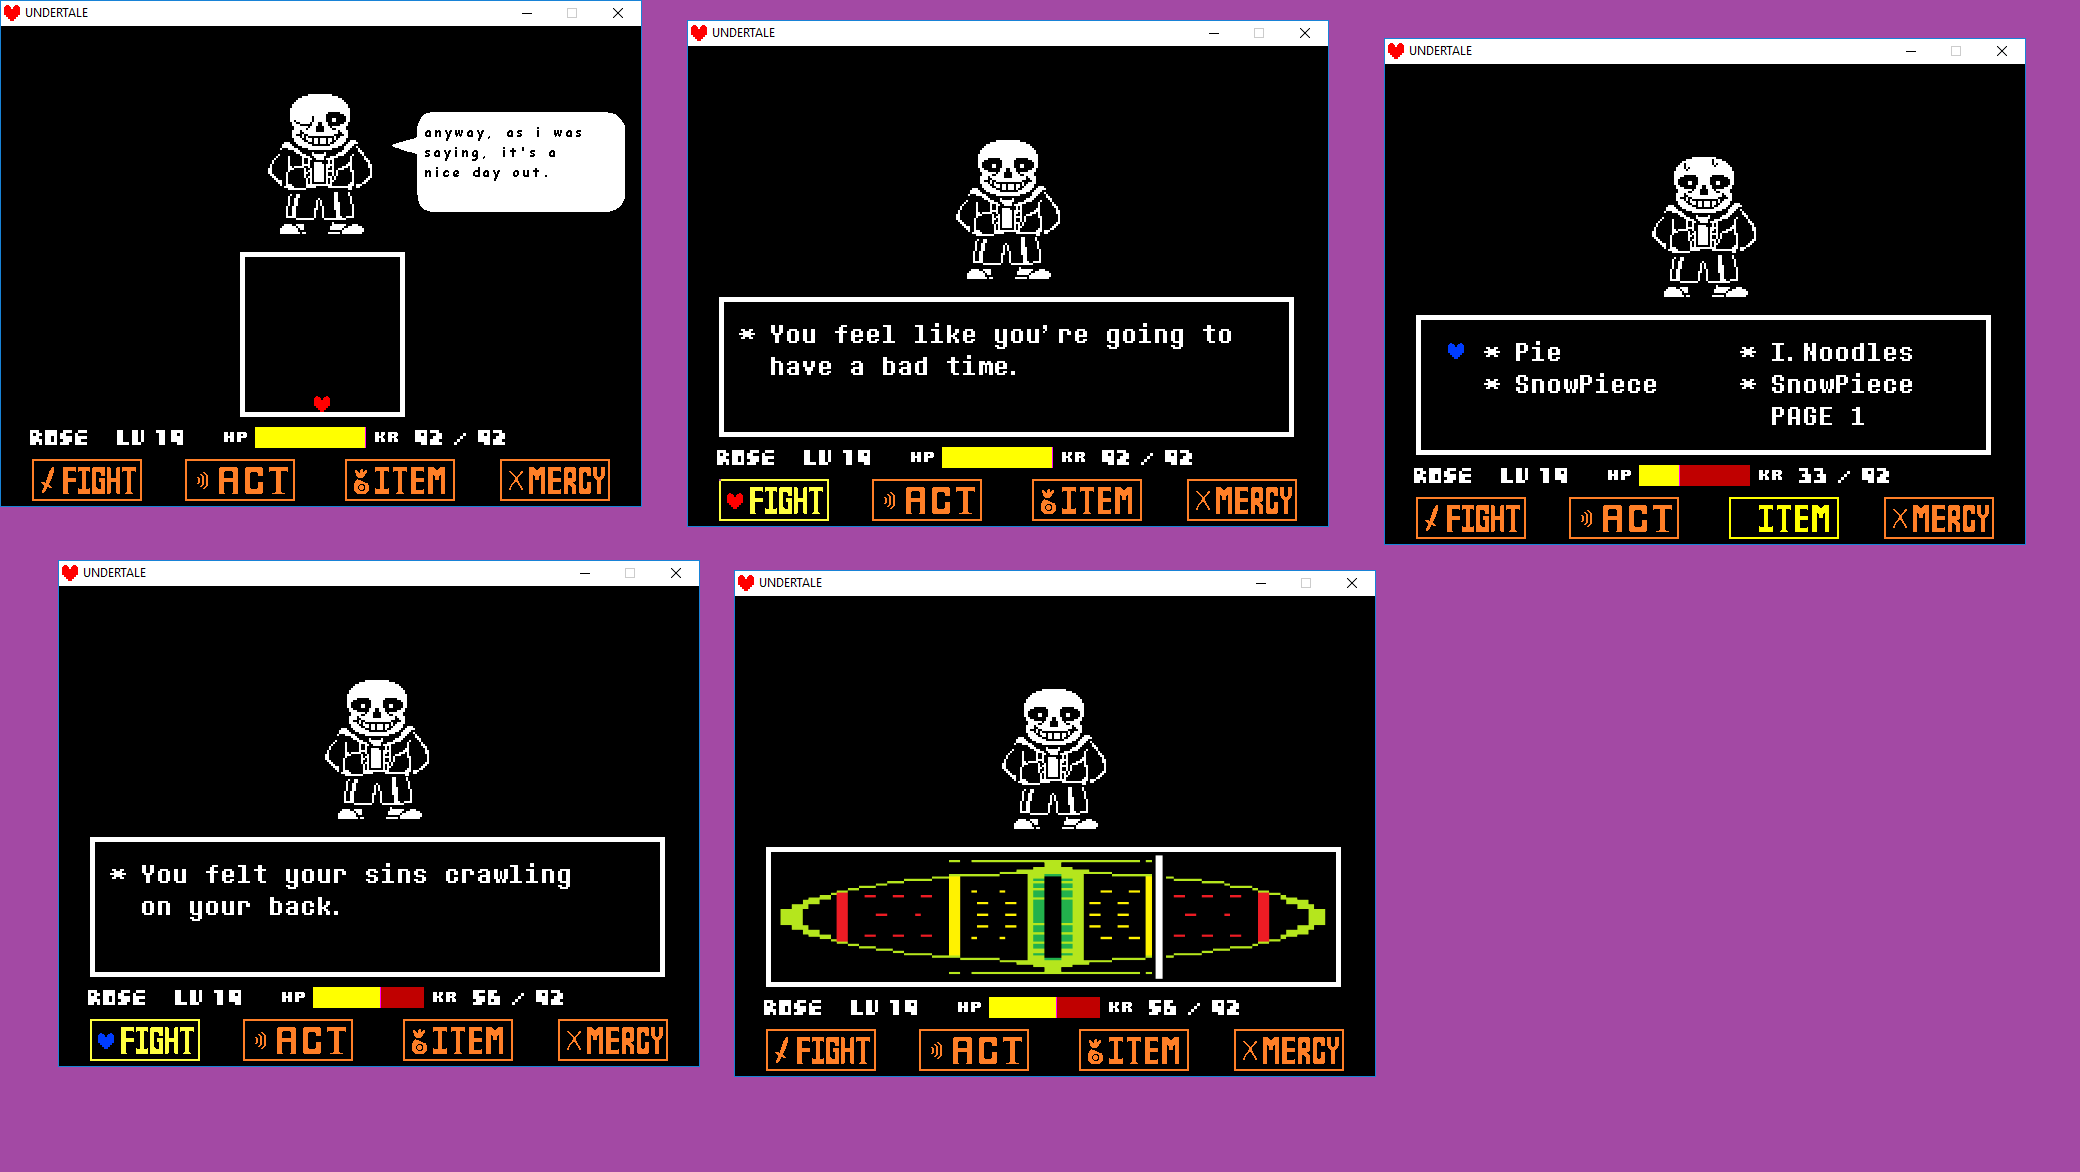 UNDERTALE
anyway, as i was
saying, it's a
nice day out.
ROSE LV 19 HP KR 92 / 92
FIGHT ACT ITEM MERCY
UNDERTALE
* You feel like you're going to
have a bad time.
ROSE LV 19 HP KR 92 / 92
FIGHT ACT ITEM MERCY
UNDERTALE
* Pie * I.Noodles
* SnowPiece * SnowPiece
PAGE 1
ROSE LV 19 HP KR 33 / 92
FIGHT ACT ITEM MERCY
UNDERTALE
* You felt your sins crawling
on your back.
ROSE LV 19 HP KR 56 / 92
FIGHT ACT ITEM MERCY
UNDERTALE
ROSE LV 19 HP KR 56 / 92
FIGHT ACT ITEM MERCY